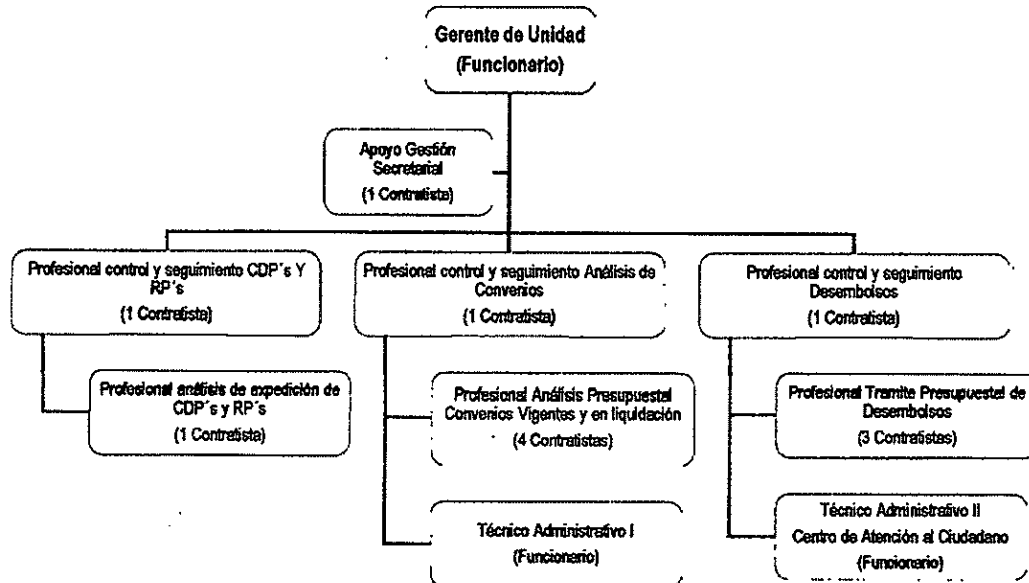 Gerente de Unidad
(Funcionario)
Apoyo Gestión
Secretarial
(1 Contratista)
Profesional control y seguimiento CDP´s Y
RP´s
(1 Contratista)
Profesional control y seguimiento Análisis de
Convenios
(1 Contratista)
Profesional control y seguimiento
Desembolsos
(1 Contratista)
Profesional análisis de expedición de
CDP´s y RP´s
(1 Contratista)
Profesional Análisis Presupuestal
Convenios Vigentes y en liquidación
(4 Contratistas)
Profesional Tramite Presupuestal de
Desembolsos
(3 Contratistas)
Técnico Administrativo I
(Funcionario)
Técnico Administrativo II
Centro de Atención al Ciudadano
(Funcionario)